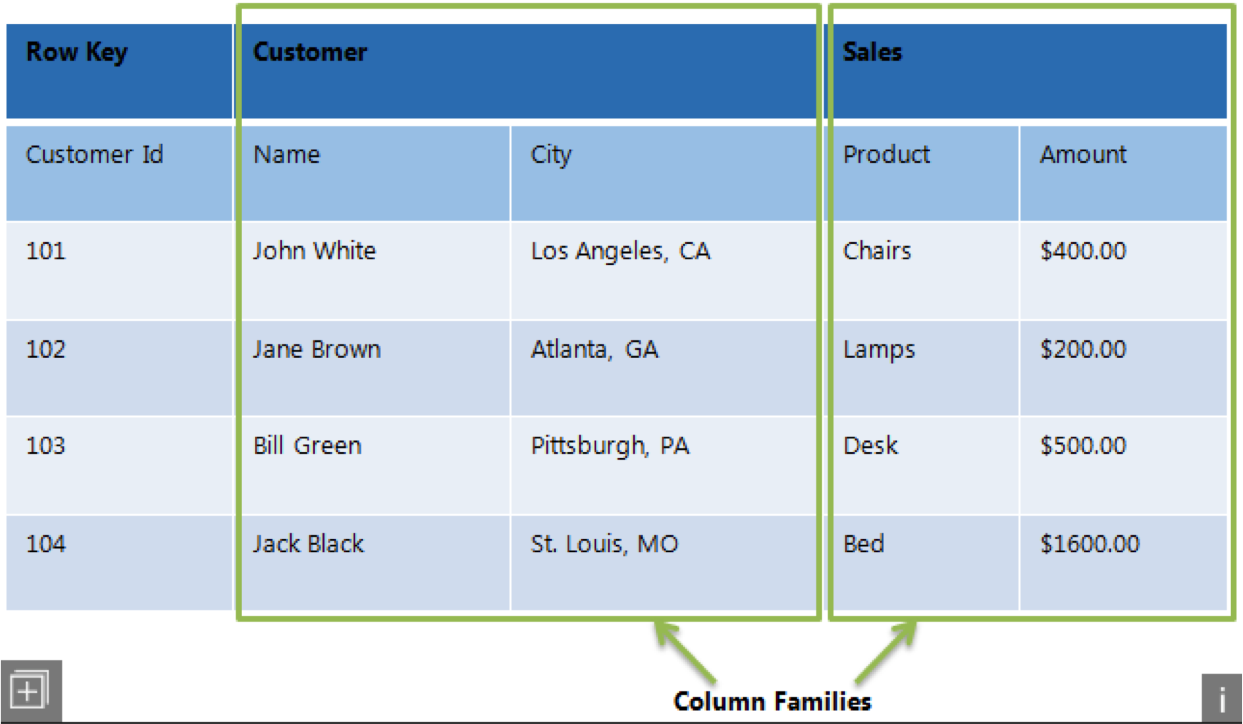 Row Key Customer Sales
Customer Id Name City Product Amount
101 John White Los Angeles, CA Chairs $400.00
102 Jane Brown Atlanta, GA Lamps $200.00
103 Bill Green Pittsburgh, PA Desk $500.00
104 Jack Black St. Louis, MO Bed $1600.00
Column Families
i